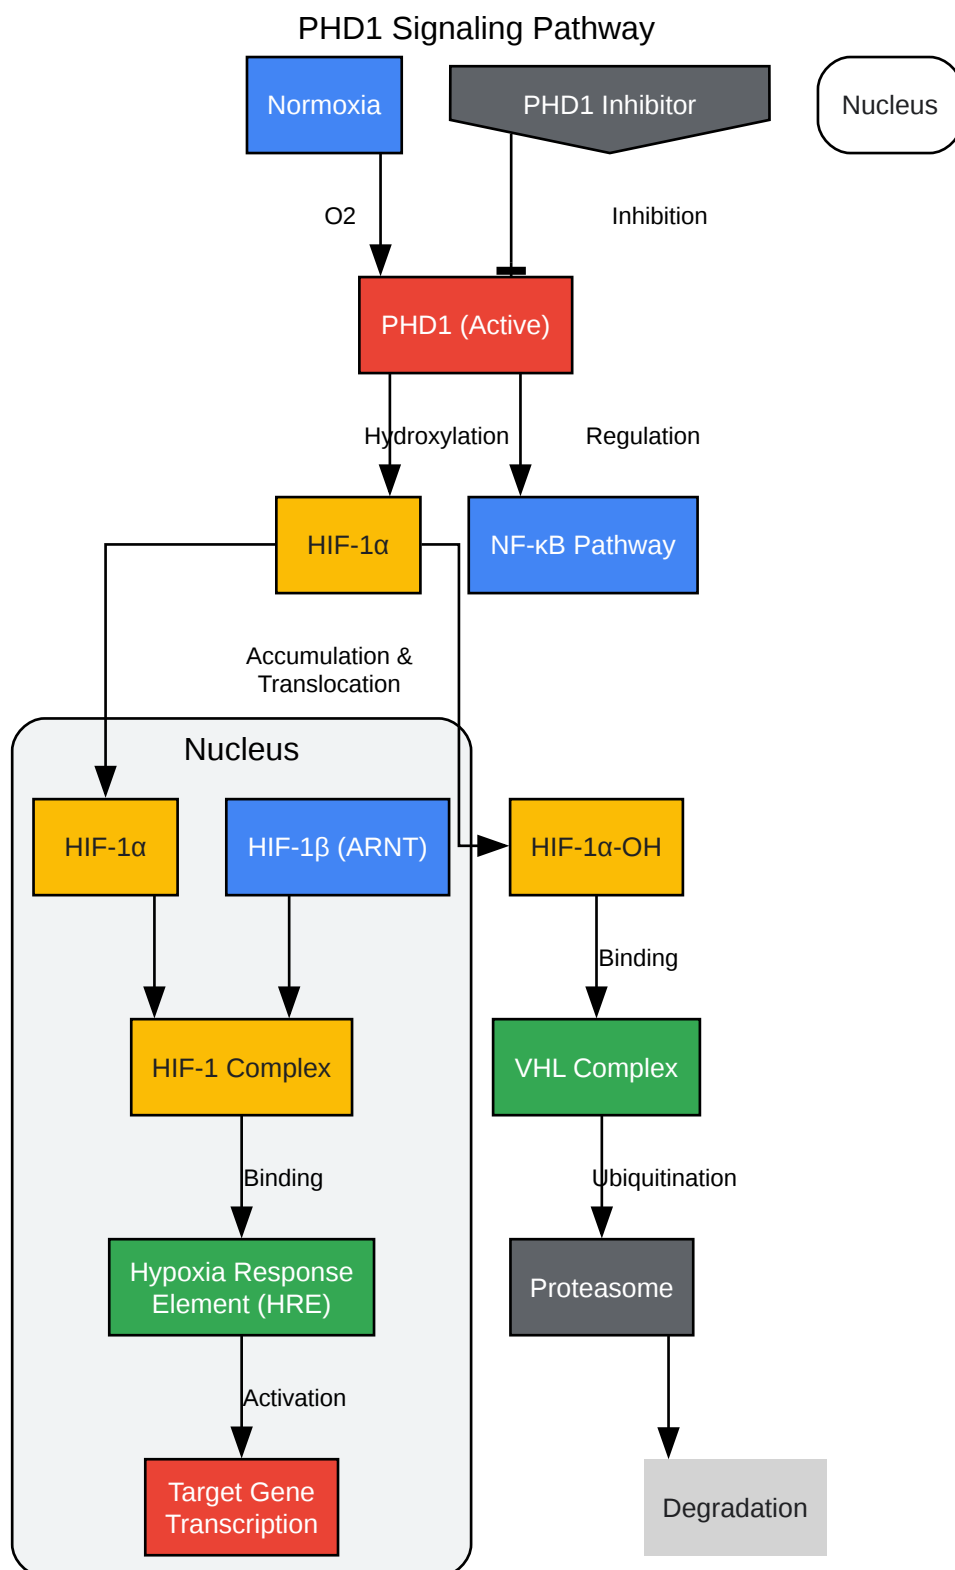 PHD1 Signaling Pathway
Normoxia
PHD1 Inhibitor
Nucleus
O2
Inhibition
PHD1 (Active)
Hydroxylation
Regulation
HIF-1α
NF-κB Pathway
Accumulation &
Translocation
Nucleus
HIF-1α
HIF-1β (ARNT)
HIF-1α-OH
Binding
HIF-1 Complex
VHL Complex
Binding
Ubiquitination
Hypoxia Response
Element (HRE)
Proteasome
Activation
Target Gene
Transcription
Degradation